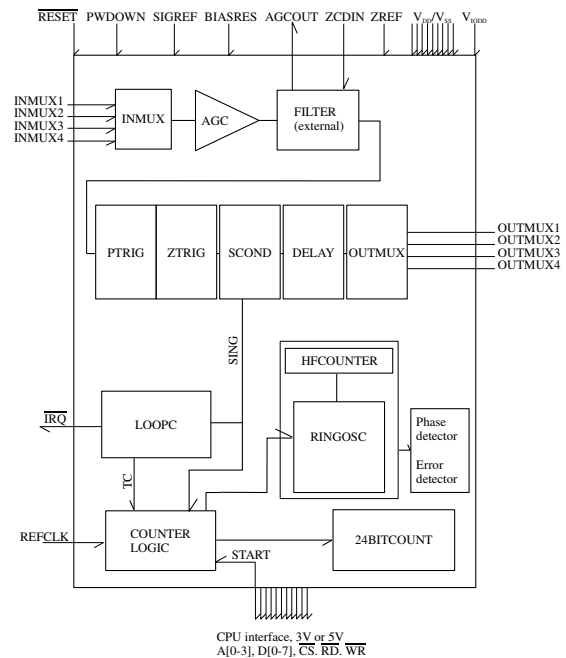 RESET PWDOWN SIGREF BIASRES AGCOUT ZCDIN ZREF VDD/VSS VIODD
INMUX1
INMUX2
INMUX3
INMUX4
INMUX
AGC
FILTER
(external)
PTRIG
ZTRIG
SCOND
DELAY
OUTMUX
OUTMUX1
OUTMUX2
OUTMUX3
OUTMUX4
SING
HFCOUNTER
IRQ
LOOPC
RINGOSC
Phase
detector
Error
detector
TC
REFCLK
COUNTER
LOGIC
START
24BITCOUNT
CPU interface, 3V or 5V
A[0-3], D[0-7], CS. RD. WR